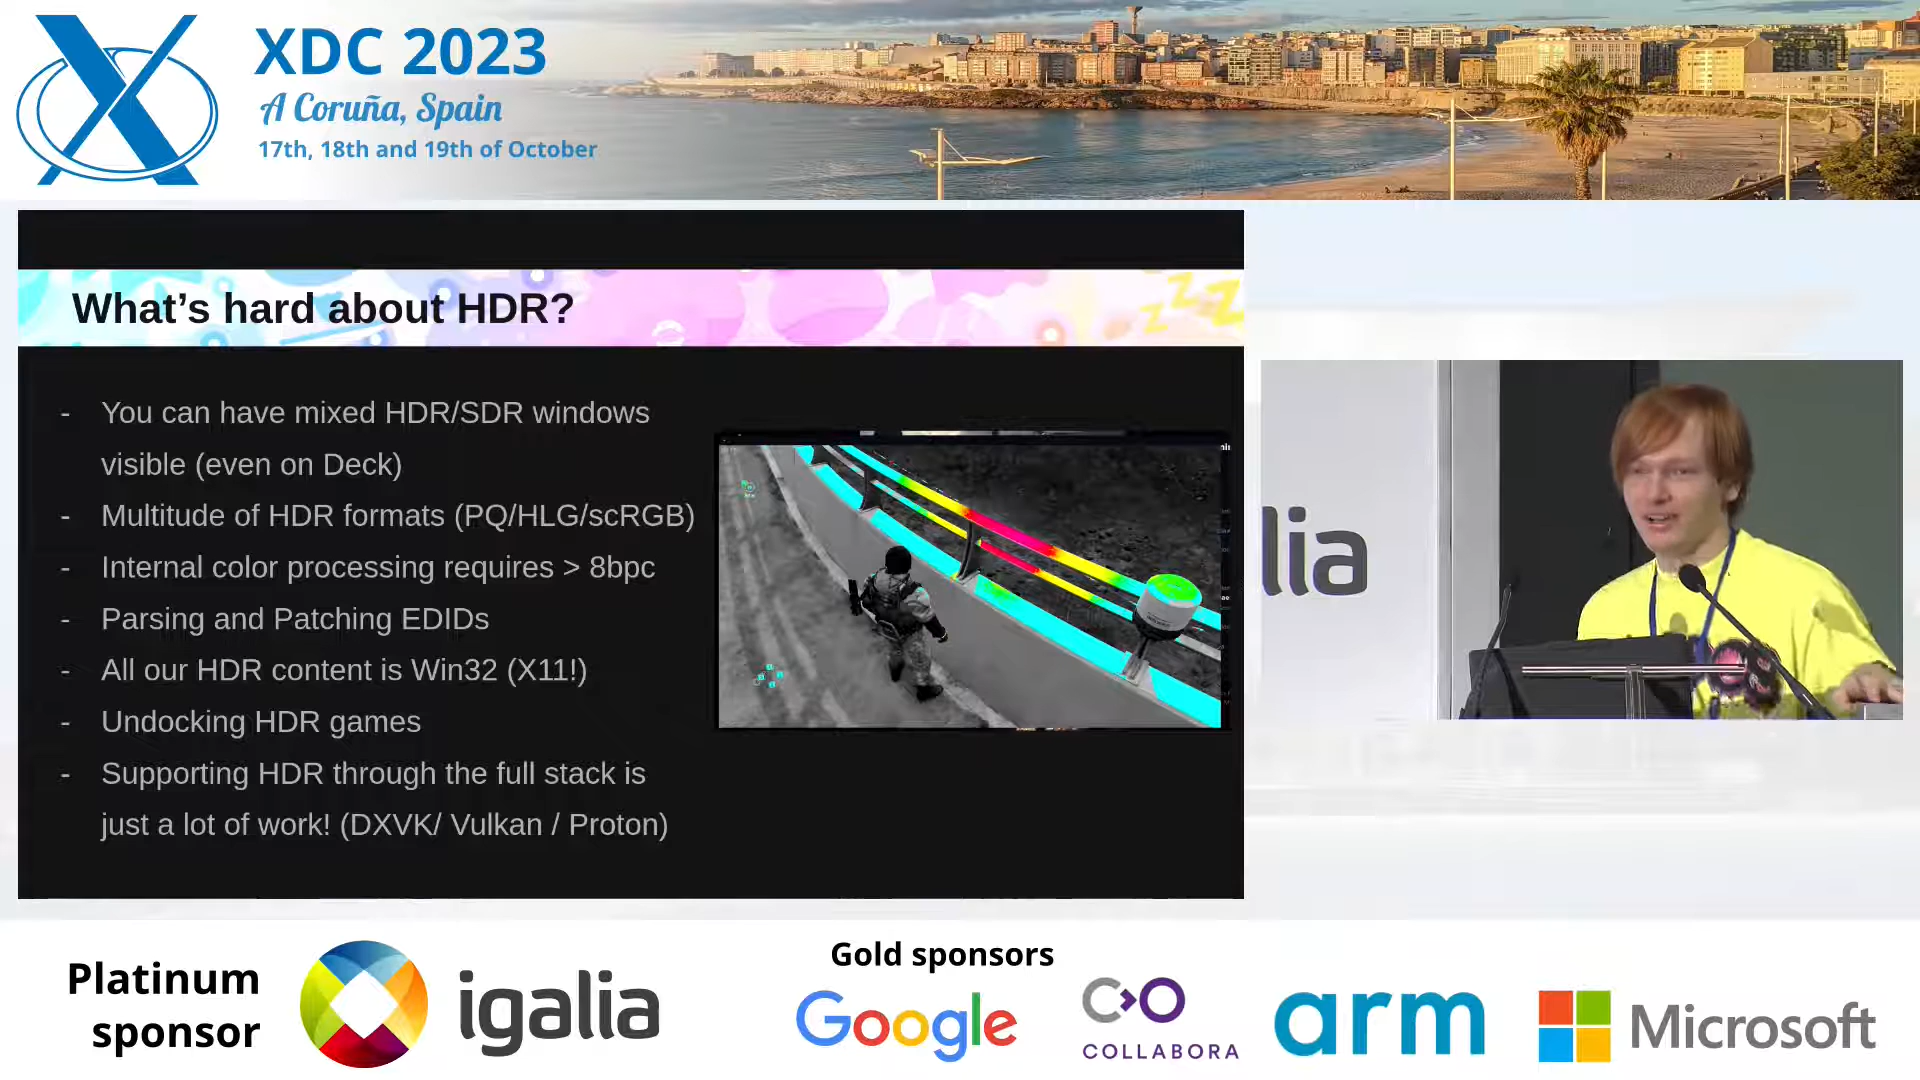 XDC 2023
A Coruña, Spain
17th, 18th and 19th of October
What’s hard about HDR?
- You can have mixed HDR/SDR windows
visible (even on Deck)
- Multitude of HDR formats (PQ/HLG/scRGB)
- Internal color processing requires > 8bpc
- Parsing and Patching EDIDs
- All our HDR content is Win32 (X11!)
- Undocking HDR games
- Supporting HDR through the full stack is
just a lot of work! (DXVK/ Vulkan / Proton)
lia
Platinum
sponsor
igalia
Gold sponsors
Google
COLLABORA
arm
Microsoft